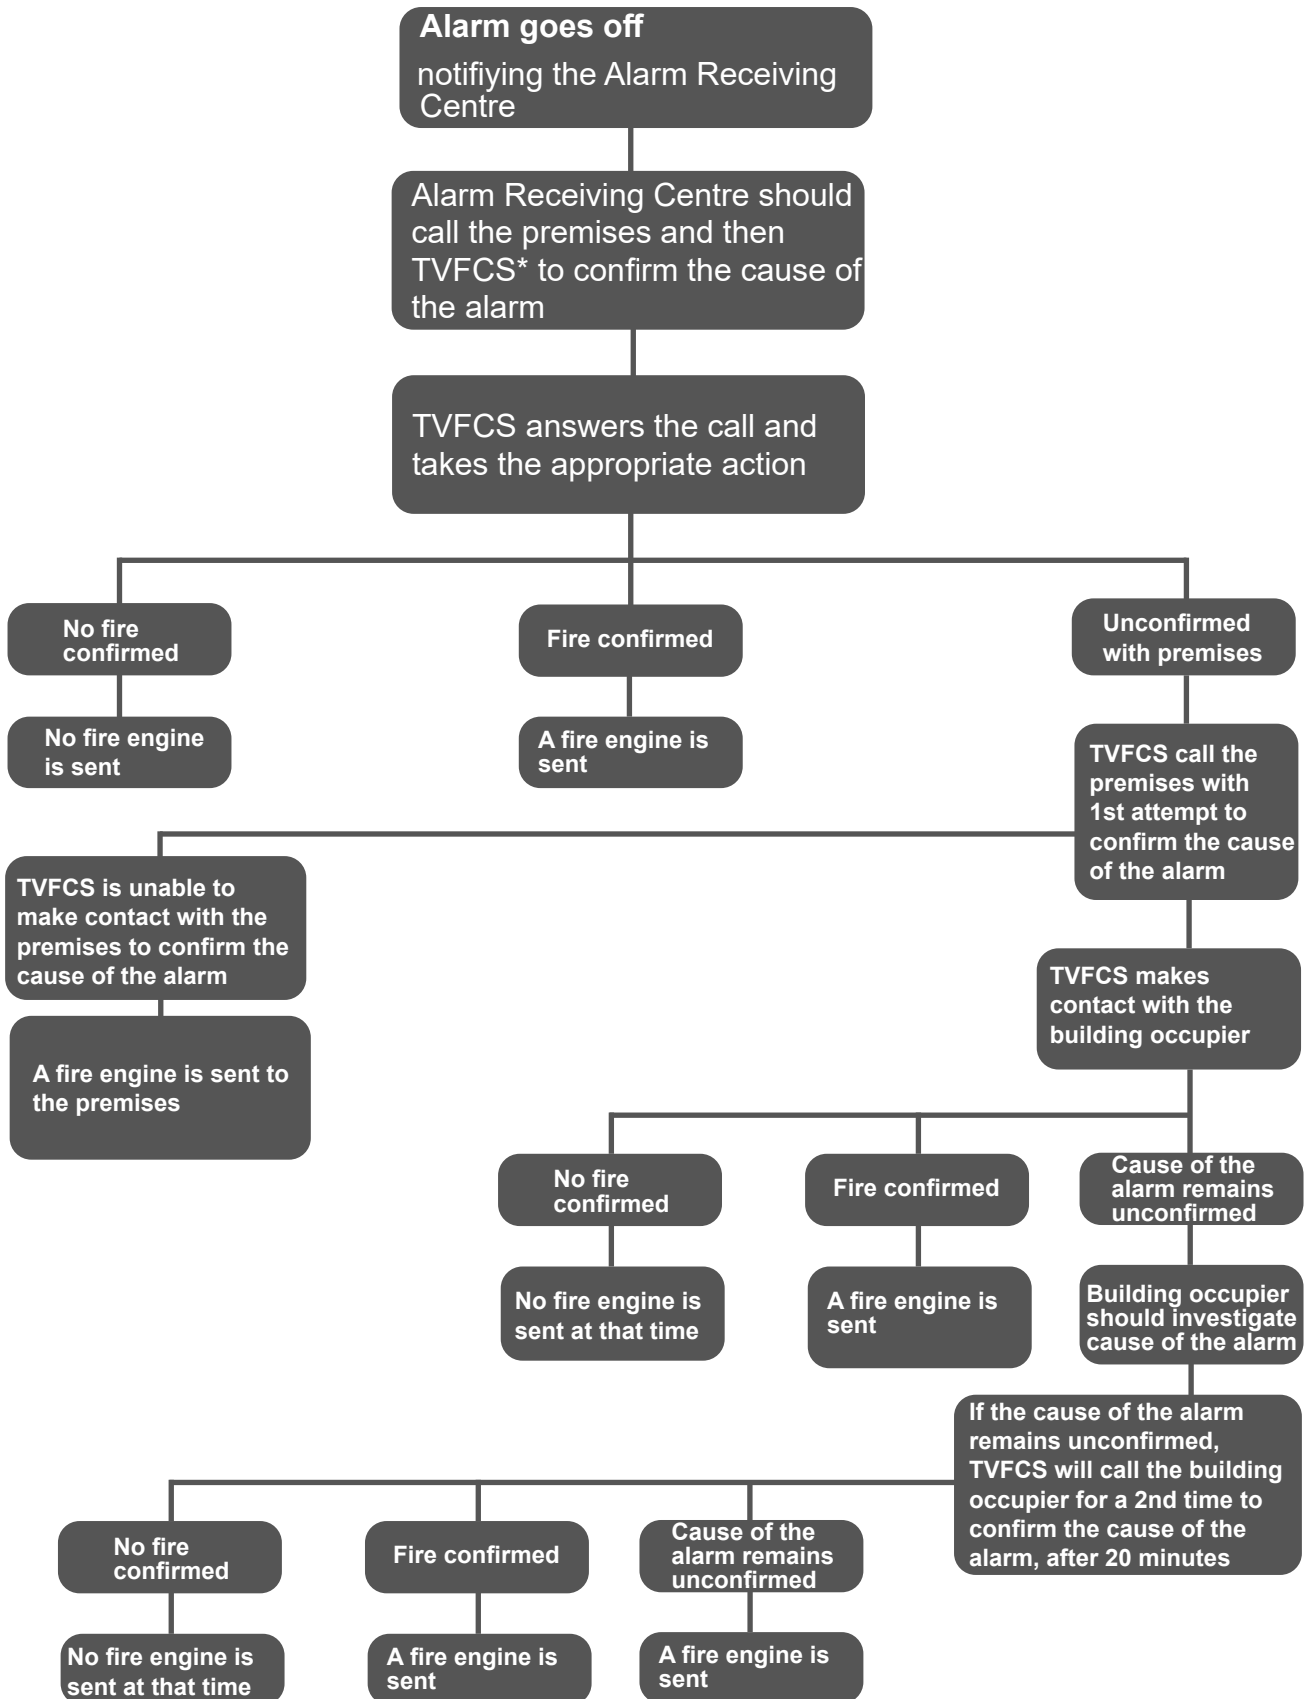 Alarm goes off
notifiying the Alarm Receiving
Centre
Alarm Receiving Centre should
call the premises and then
TVFCS* to confirm the cause of
the alarm
TVFCS answers the call and
takes the appropriate action
No fire
confirmed
Fire confirmed
Unconfirmed
with premises
No fire engine
is sent
A fire engine is
sent
TVFCS call the
premises with
1st attempt to
confirm the cause
of the alarm
TVFCS is unable to
make contact with the
premises to confirm the
cause of the alarm
A fire engine is sent to
the premises
TVFCS makes
contact with the
building occupier
No fire
confirmed
Fire confirmed
Cause of the
alarm remains
unconfirmed
No fire engine is
sent at that time
A fire engine is
sent
Building occupier
should investigate
cause of the alarm
If the cause of the alarm
remains unconfirmed,
TVFCS will call the building
occupier for a 2nd time to
confirm the cause of the
alarm, after 20 minutes
No fire
confirmed
Fire confirmed
Cause of the
alarm remains
unconfirmed
No fire engine is
sent at that time
A fire engine is
sent
A fire engine is
sent